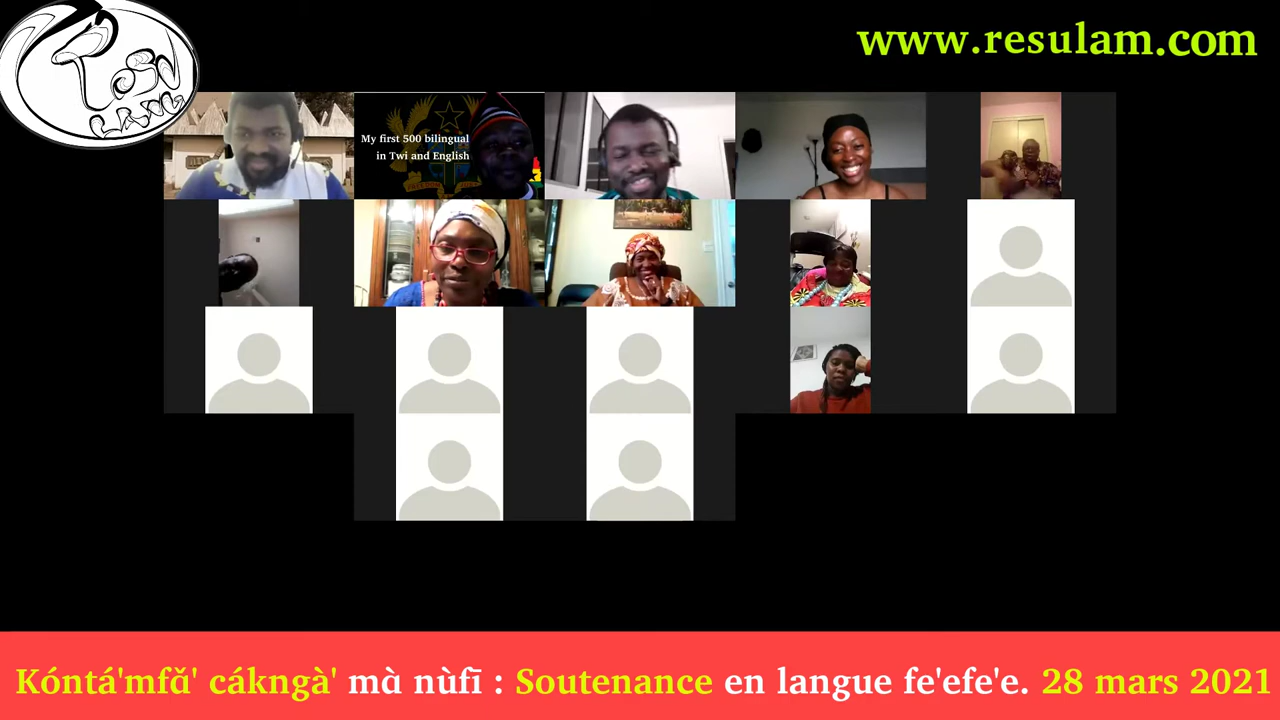 www.resulam.com
My first 500 bilingual
in Twi and English
Kóntá'mfǎ' cákngà' mà nùfī : Soutenance en langue fe'efe'e. 28 mars 2021